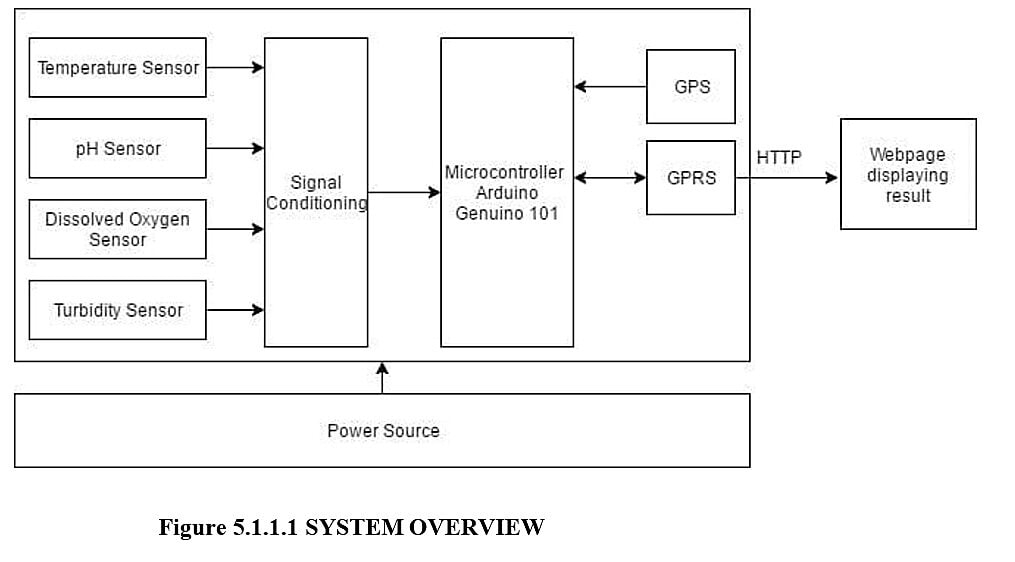 Temperature Sensor
pH Sensor
Dissolved Oxygen
Sensor
Turbidity Sensor
Signal
Conditioning
Microcontroller
Arduino
Genuino 101
GPS
GPRS
HTTP
Webpage
displaying
result
Power Source
Figure 5.1.1.1 SYSTEM OVERVIEW